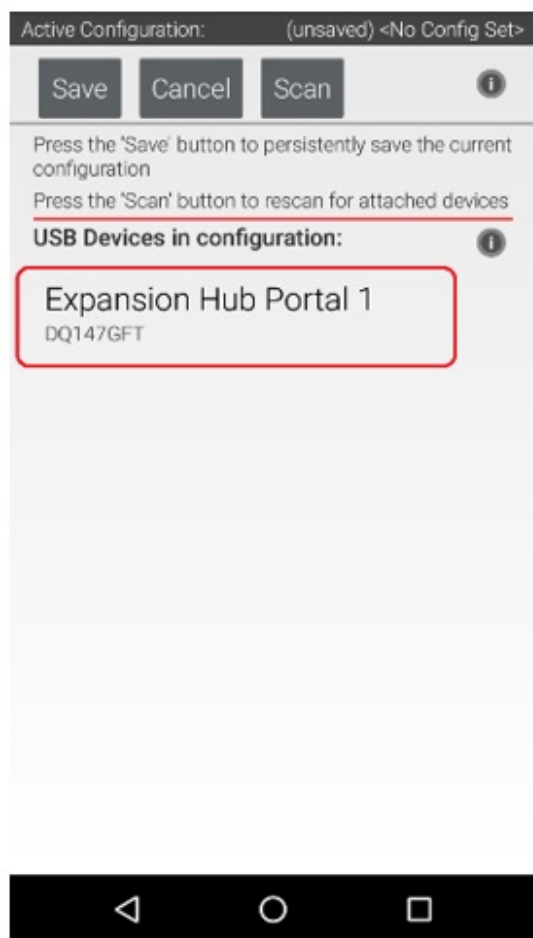 Active Configuration: (unsaved) <No Config Set>
Save Cancel Scan
Press the 'Save' button to persistently save the current
configuration
Press the 'Scan' button to rescan for attached devices
USB Devices in configuration:
Expansion Hub Portal 1
DQ147GFT